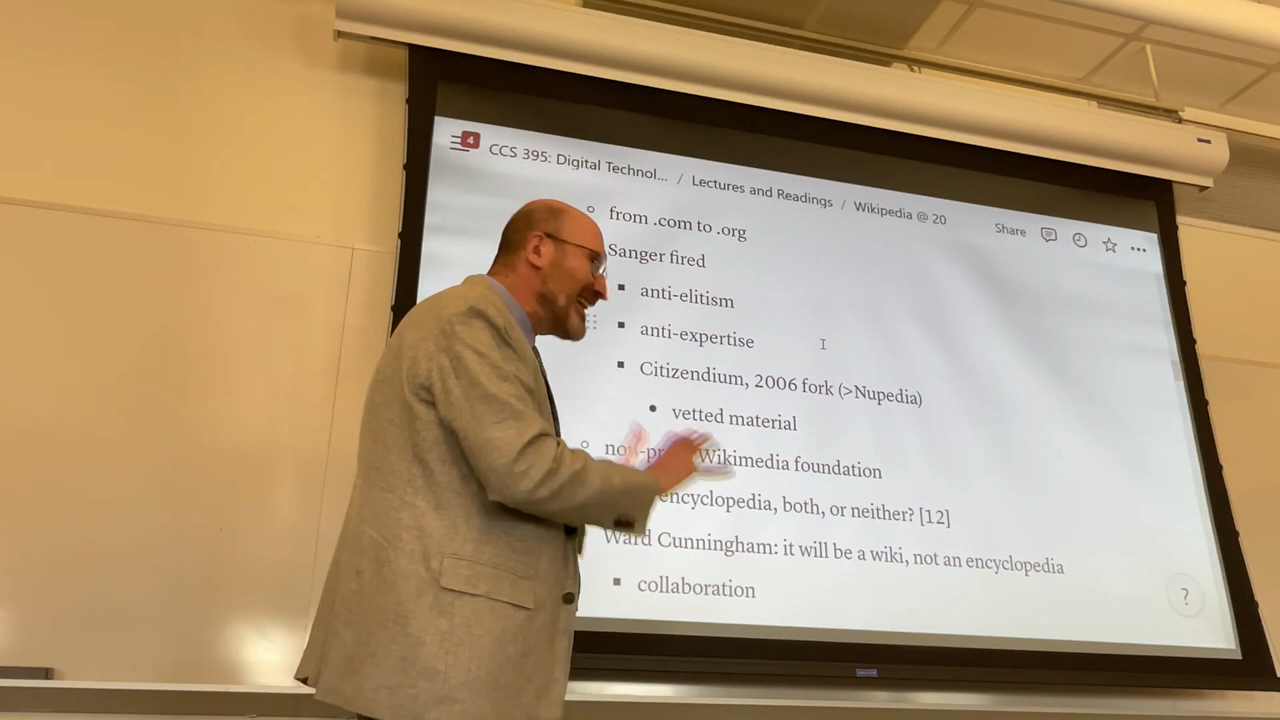 4
CCS 395: Digital Technol... / Lectures and Readings / Wikipedia @ 20
Share
from .com to .org
Sanger fired
anti-elitism
anti-expertise
Citizendium, 2006 fork (>Nupedia)
vetted material
Wikimedia foundation
encyclopedia, both, or neither? [12]
Ward Cunningham: it will be a wiki, not an encyclopedia
collaboration
?